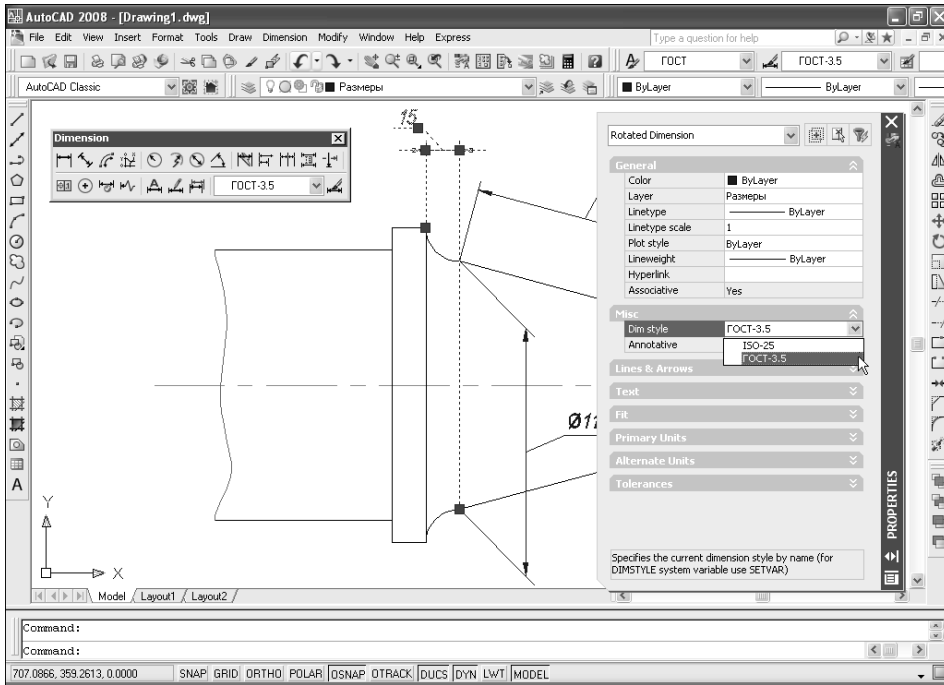 AutoCAD 2008 - [Drawing1.dwg]
File Edit View Insert Format Tools Draw Dimension Modify Window Help Express
Type a question for help
ГОСТ
ГОСТ-3.5
AutoCAD Classic
Размеры
ByLayer
ByLayer
Dimension
ГОСТ-3.5
15
Rotated Dimension
General
Color ByLayer
Layer Размеры
Linetype ByLayer
Linetype scale 1
Plot style ByLayer
Lineweight ByLayer
Hyperlink
Associative Yes
Misc
Dim style ГОСТ-3.5
Annotative
ISO-25
ГОСТ-3.5
Lines & Arrows
Text
Fit
Primary Units
Alternate Units
Tolerances
Specifies the current dimension style by name (for
DIMSTYLE system variable use SETVAR)
PROPERTIES
A
Y
X
Model Layout1 Layout2
Command:
Command:
707.0866, 359.2613, 0.0000 SNAP GRID ORTHO POLAR OSNAP OTRACK DUCS DYN LWT MODEL